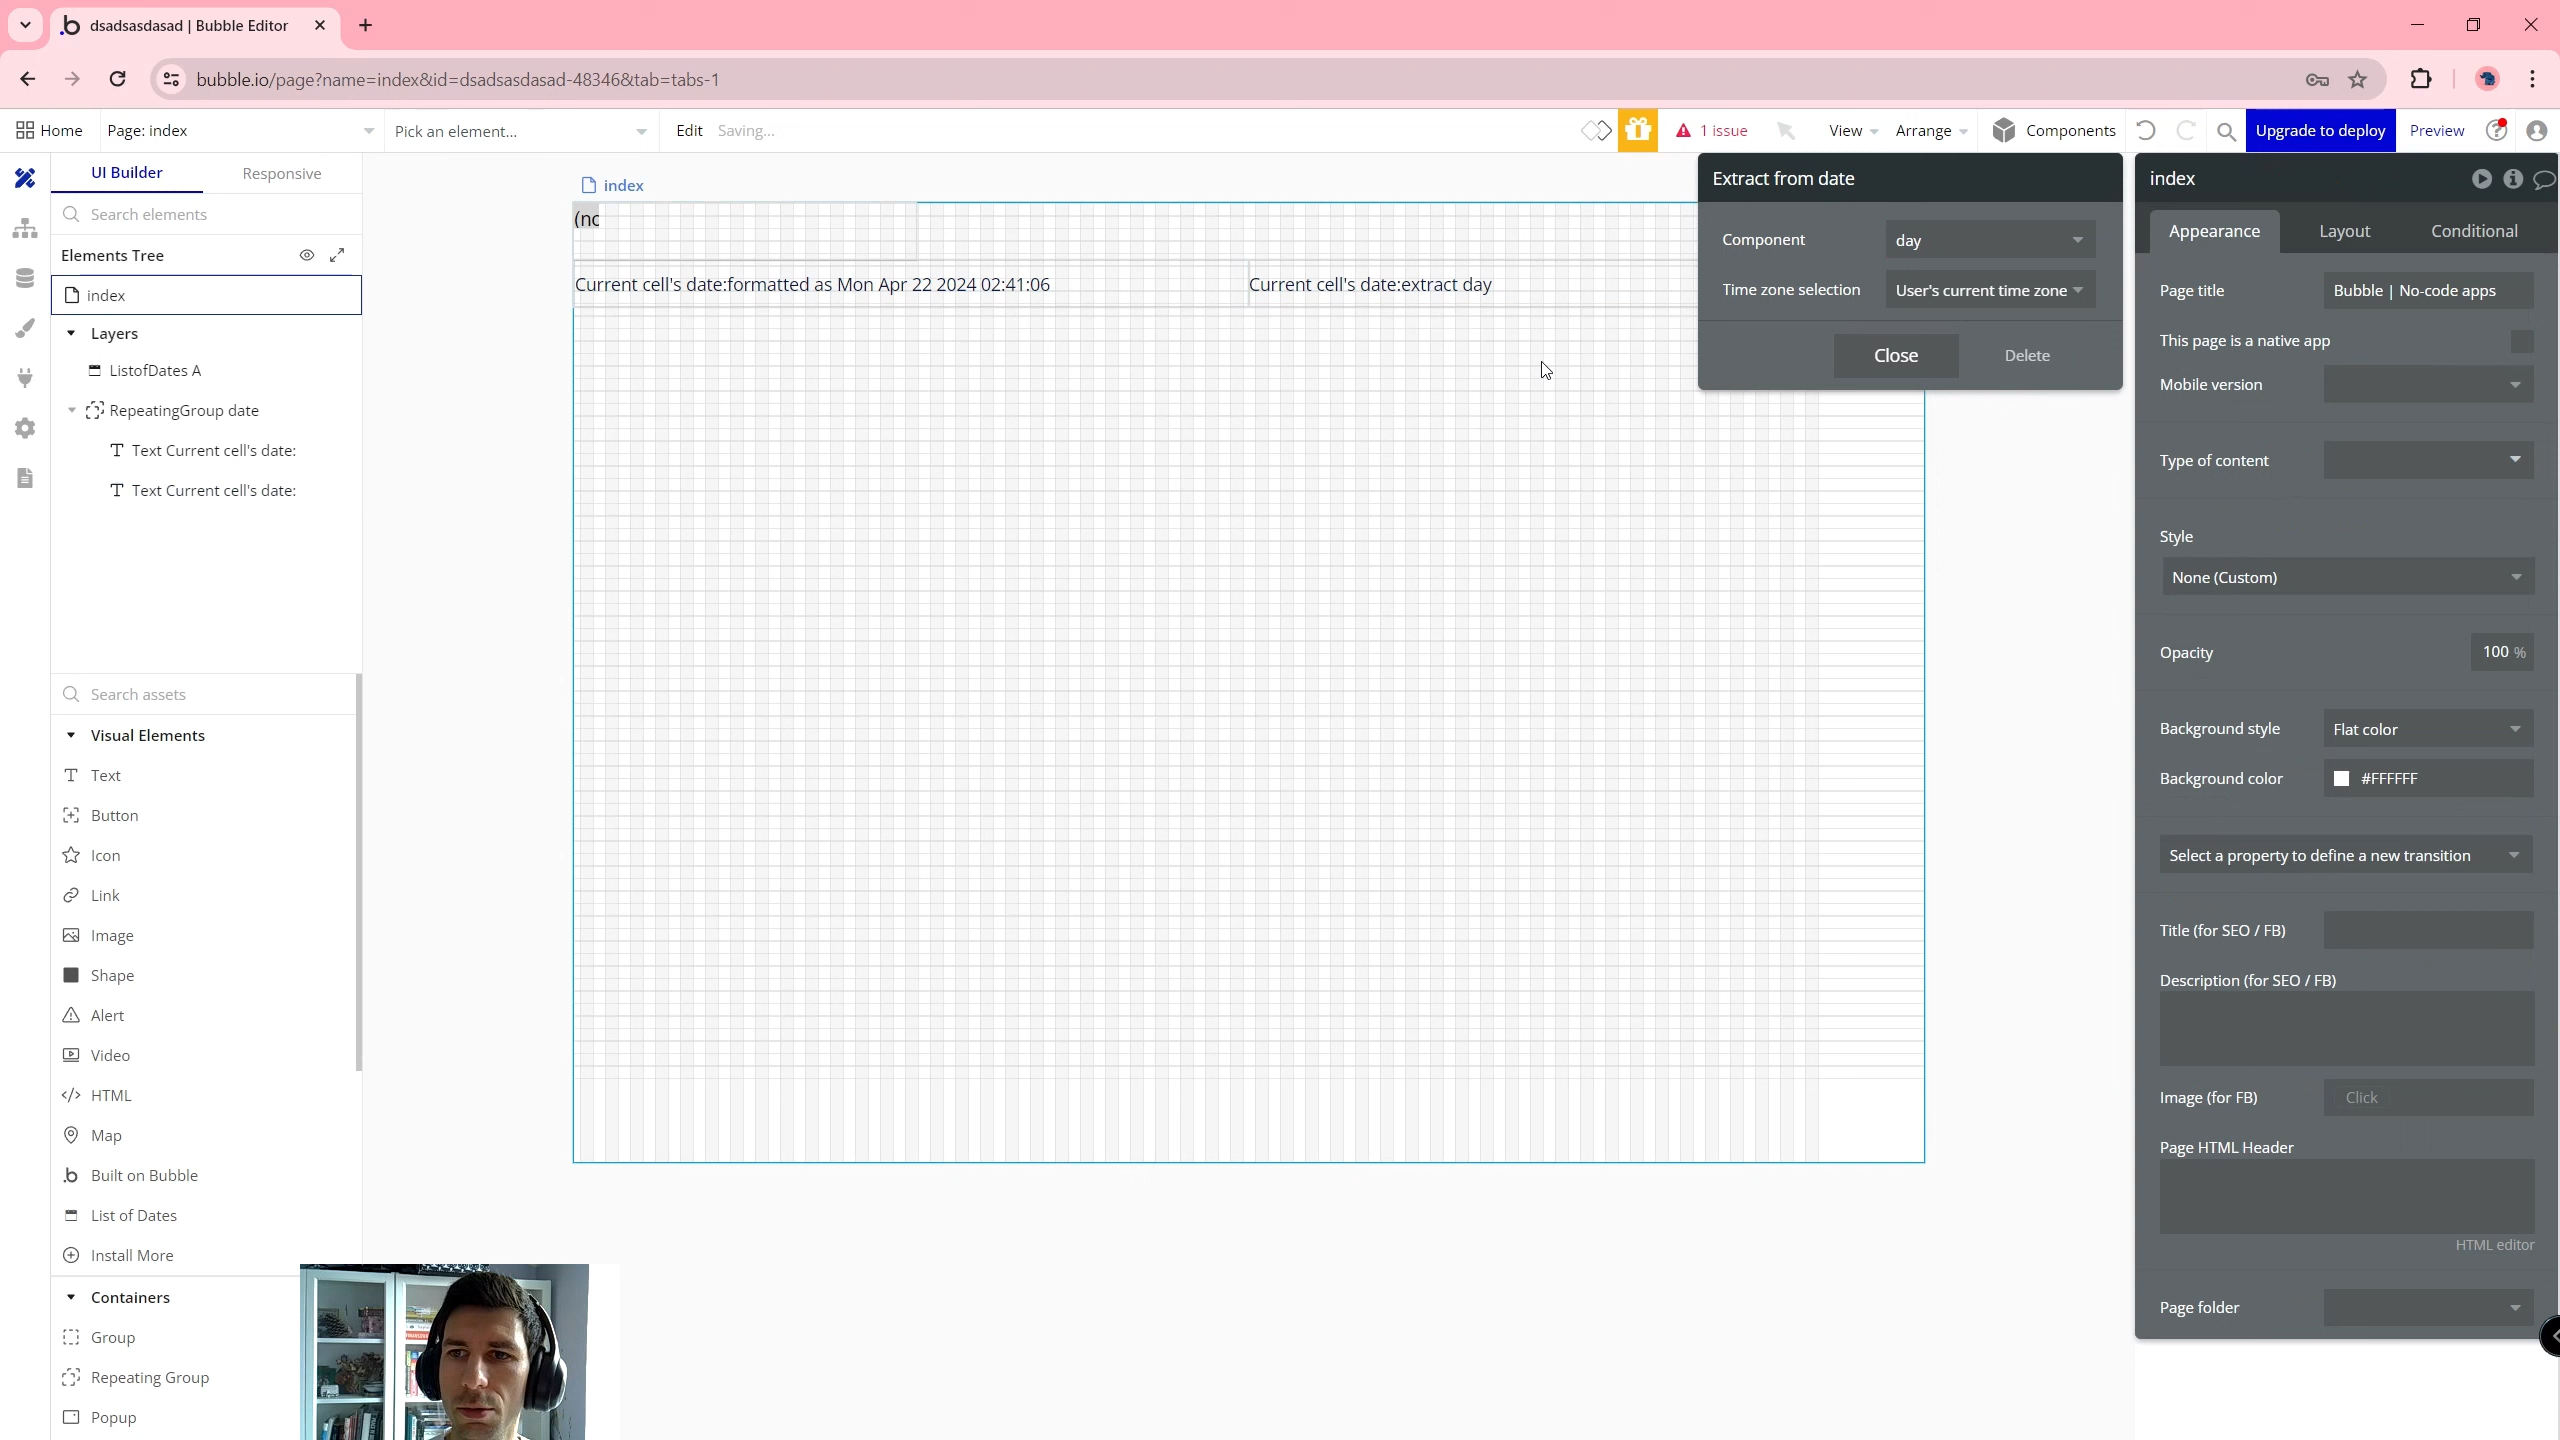 dsadsasdasad | Bubble Editor
bubble.io/page?name=index&id=dsadsasdasad-48346&tab=tabs-1
Home
Page: index
Pick an element...
Edit
Saving...
1 issue
View
Arrange
Components
Upgrade to deploy
Preview
UI Builder
Responsive
Search elements
Elements Tree
index
Layers
ListofDates A
RepeatingGroup date
Text Current cell's date:
Text Current cell's date:
Search assets
Visual Elements
Text
Button
Icon
Link
Image
Shape
Alert
Video
HTML
Map
Built on Bubble
List of Dates
Install More
Containers
Group
Repeating Group
Popup
index
(nc
Current cell's date:formatted as Mon Apr 22 2024 02:41:06
Current cell's date:extract day
Extract from date
Component
day
Time zone selection
User's current time zone
Close
Delete
index
Appearance
Layout
Conditional
Page title
Bubble | No-code apps
This page is a native app
Mobile version
Type of content
Style
None (Custom)
Opacity
100 %
Background style
Flat color
Background color
#FFFFFF
Select a property to define a new transition
Title (for SEO / FB)
Description (for SEO / FB)
Image (for FB)
Click
Page HTML Header
HTML editor
Page folder